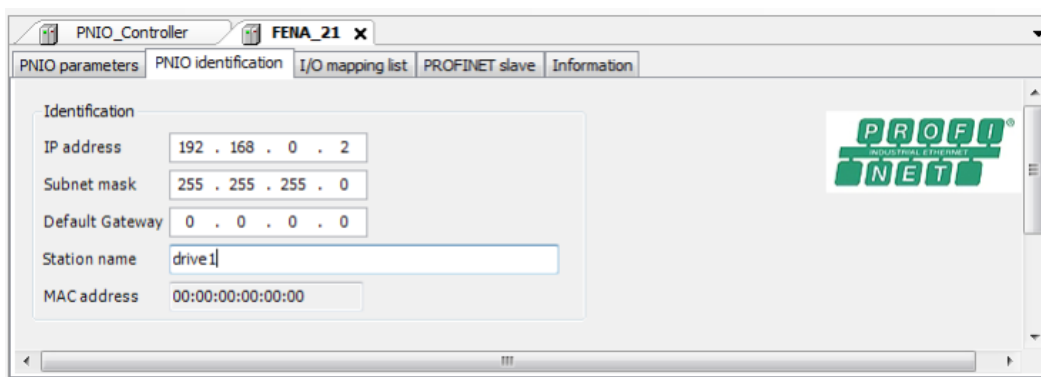 PNIO_Controller FENA_21 X
PNIO parameters PNIO identification I/O mapping list PROFINET slave Information
Identification
IP address 192 . 168 . 0 . 2
Subnet mask 255 . 255 . 255 . 0
Default Gateway 0 . 0 . 0 . 0
Station name drive1
MAC address 00:00:00:00:00:00
PROFI®
INDUSTRIAL ETHERNET
NET